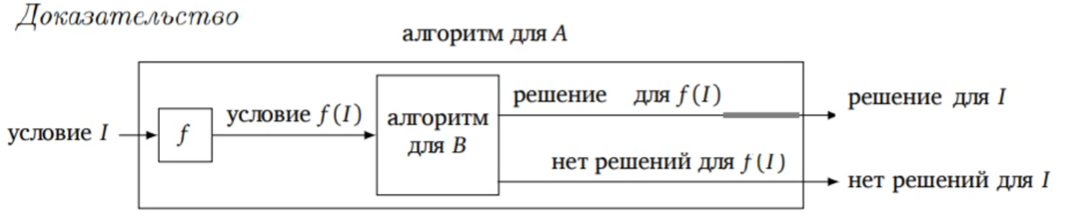 Доказательство
алгоритм для A
условие I
f
условие f(I)
алгоритм
для B
решение для f(I)
решение для I
нет решений для f(I)
нет решений для I